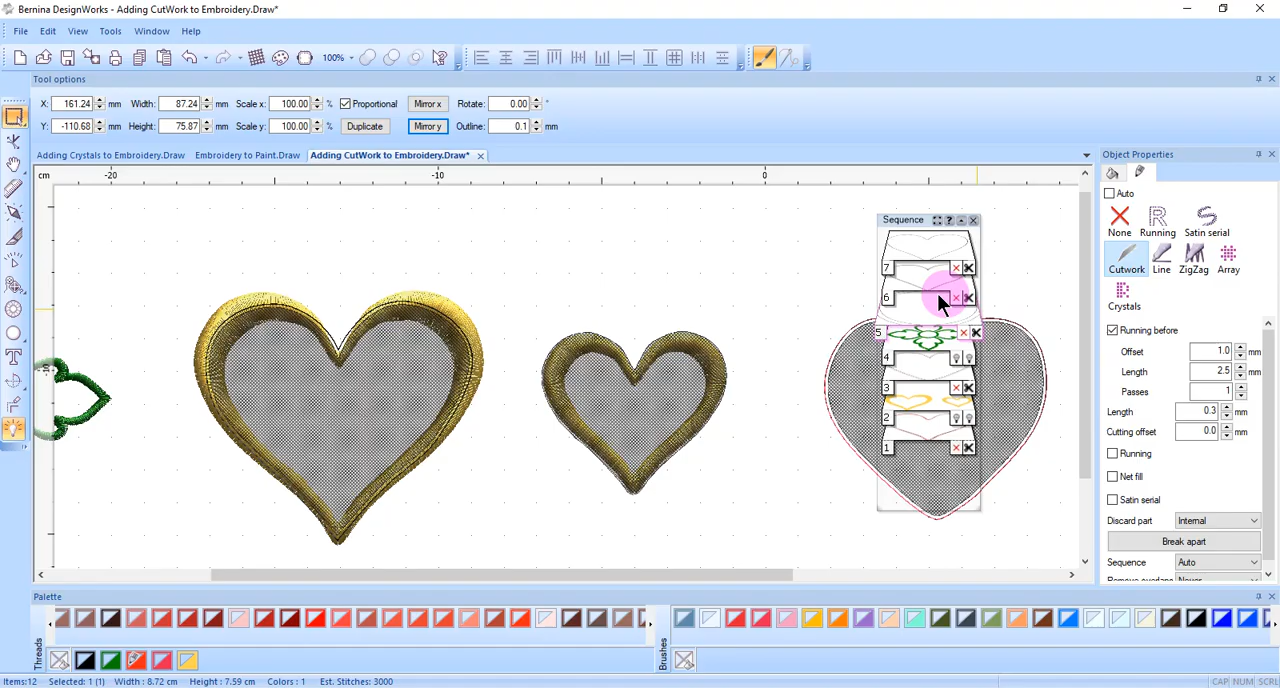 Bernina DesignWorks - Adding CutWork to Embroidery.Draw*
File Edit View Tools Window Help
100%
Tool options
X: 161.24 mm Width: 87.24 mm Scale x: 100.00 % Proportional Mirror x Rotate: 0.00 °
Y: -110.68 mm Height: 75.87 mm Scale y: 100.00 % Duplicate Mirror y Outline: 0.1 mm
Adding Crystals to Embroidery.Draw* Embroidery to Paint.Draw* Adding CutWork to Embroidery.Draw*
Object Properties
cm -20 -10 0
Auto
None Running Satin serial
Cutwork Line ZigZag Array
Crystals
Sequence
7
6
5
4
3
2
1
Running before
Offset 1.0 mm
Length 2.5 mm
Passes 1
Length 0.3 mm
Cutting offset 0.0 mm
Running
Net fill
Satin serial
Discard part Internal
Break apart
Sequence Auto
Palette
Threads
Brushes
Items:12 Selected: 1 (1) Width : 8.72 cm Height : 7.59 cm Colors : 1 Est. Stitches: 3000 CAP NUM SCRL